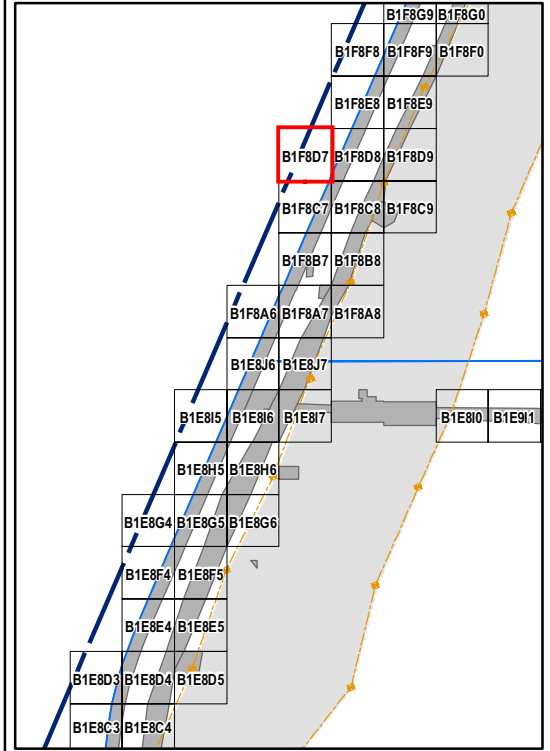 B1F8G9 B1F8G0
B1F8F8 B1F8F9 B1F8F0
B1F8E8 B1F8E9
B1F8D7 B1F8D8 B1F8D9
B1F8C7 B1F8C8 B1F8C9
B1F8B7 B1F8B8
B1F8A6 B1F8A7 B1F8A8
B1E8J6 B1E8J7
B1E8I5 B1E8I6 B1E8I7 B1E8I0 B1E9I1
B1E8H5 B1E8H6
B1E8G4 B1E8G5 B1E8G6
B1E8F4 B1E8F5
B1E8E4 B1E8E5
B1E8D3 B1E8D4 B1E8D5
B1E8C3 B1E8C4